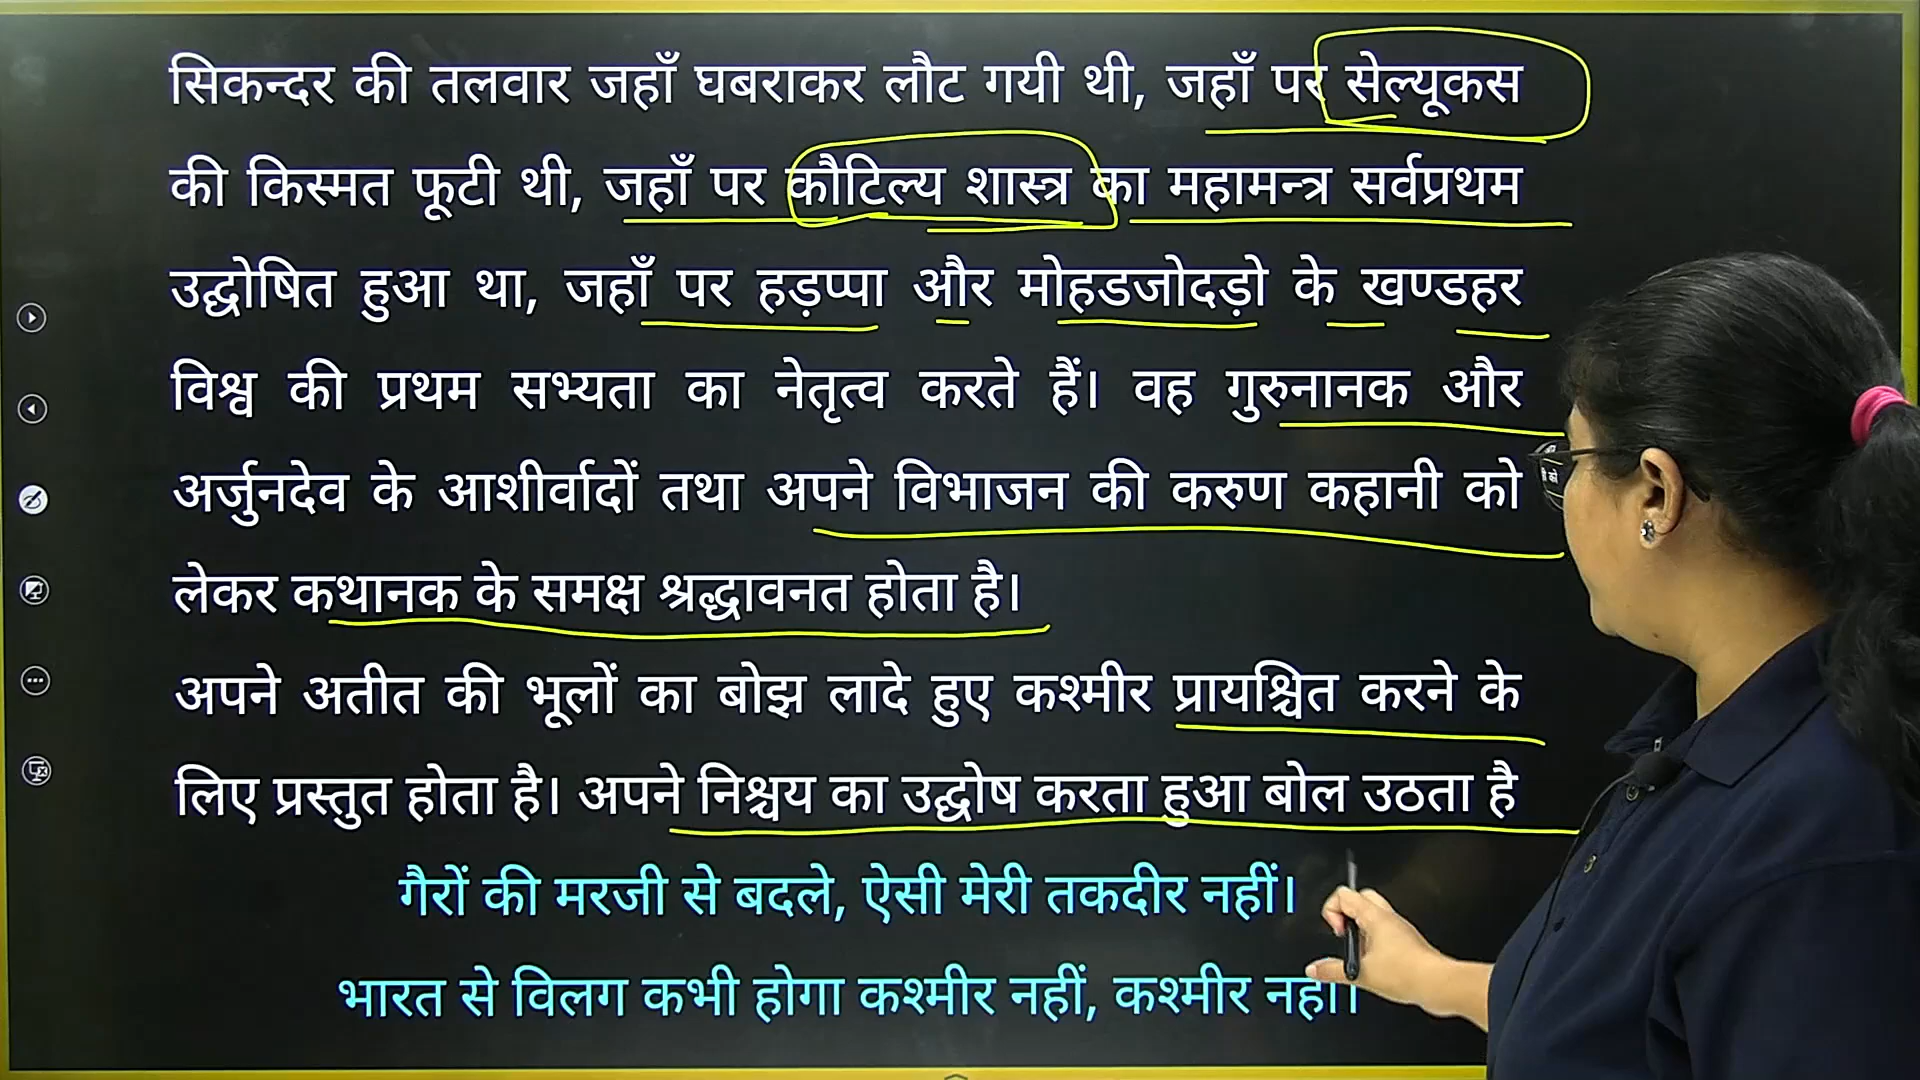 सिकन्दर की तलवार जहाँ घबराकर लौट गयी थी, जहाँ पर सेल्यूकस
की किस्मत फूटी थी, जहाँ पर कौटिल्य शास्त्र का महामन्त्र सर्वप्रथम
उद्घोषित हुआ था, जहाँ पर हड़प्पा और मोहडजोदड़ो के खण्डहर
विश्व की प्रथम सभ्यता का नेतृत्व करते हैं। वह गुरुनानक और
अर्जुनदेव के आशीर्वादों तथा अपने विभाजन की करुण कहानी को
लेकर कथानक के समक्ष श्रद्धावनत होता है।
अपने अतीत की भूलों का बोझ लादे हुए कश्मीर प्रायश्चित करने के
लिए प्रस्तुत होता है। अपने निश्चय का उद्घोष करता हुआ बोल उठता है
गैरों की मरजी से बदले, ऐसी मेरी तकदीर नहीं।
भारत से विलग कभी होगा कश्मीर नहीं, कश्मीर नहीं।